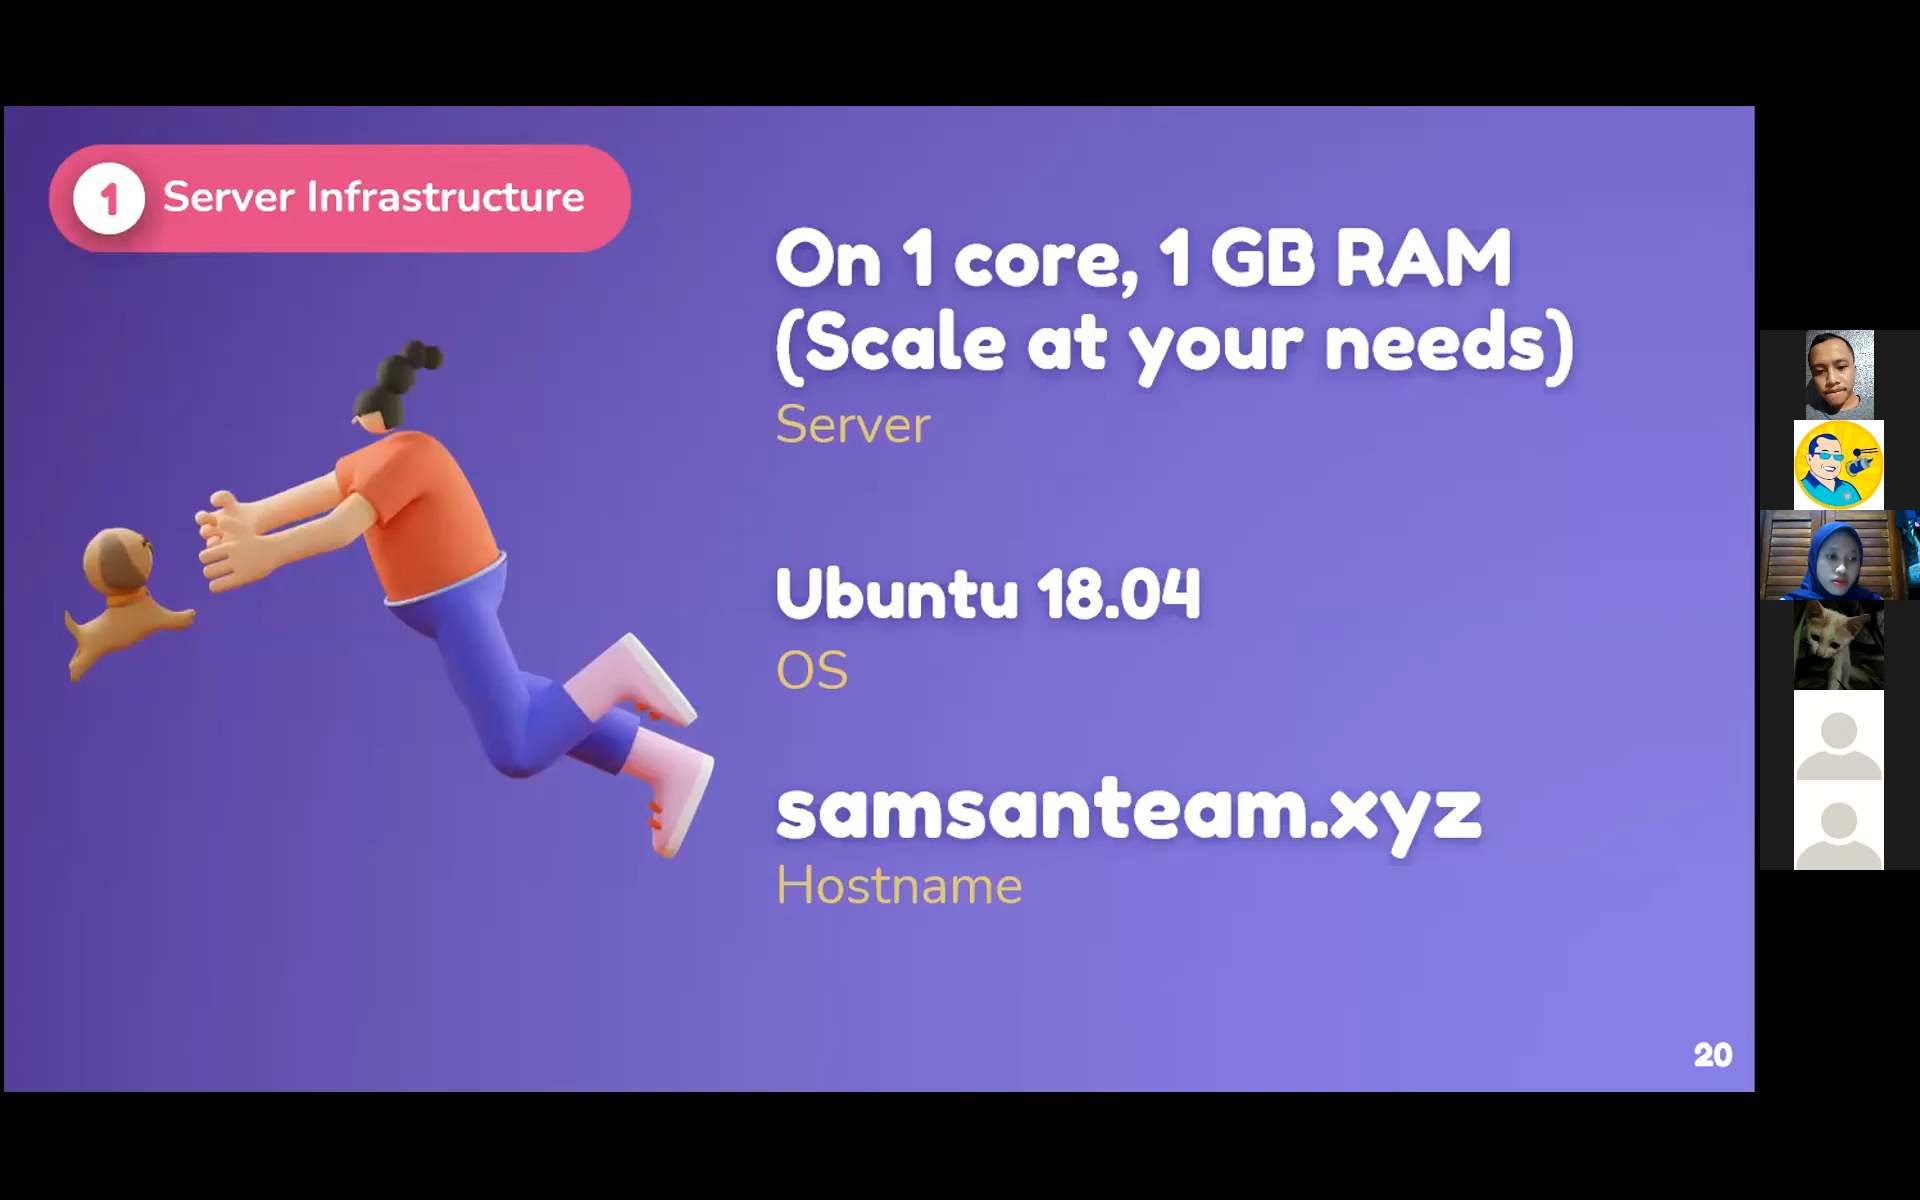 1 Server Infrastructure
On 1 core, 1 GB RAM
(Scale at your needs)
Server
Ubuntu 18.04
OS
samsanteam.xyz
Hostname
20